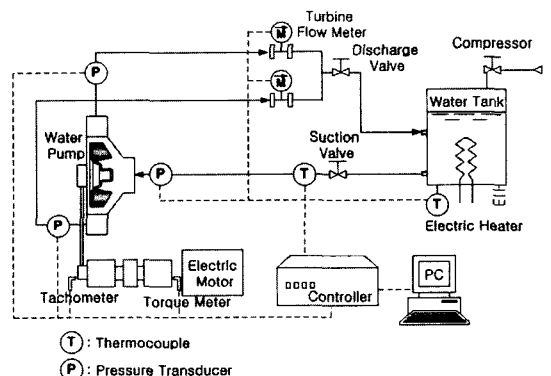 Turbine
Flow Meter
M
M
Discharge
Valve
Compressor
P
Water Tank
Water
Pump
Suction
Valve
P
T
T
P
Electric Heater
Electric
Motor
PC
Tachometer
Torque Meter
Controller
T : Thermocouple
P : Pressure Transducer